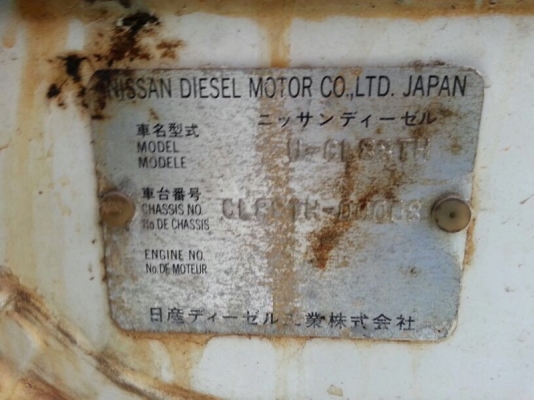 NISSAN DIESEL MOTOR CO.,LTD. JAPAN
ニッサンディーゼル
車名型式
MODEL
MODELE
車台番号
CHASSIS NO.
No.DE CHASSIS
ENGINE NO.
No.DE MOTEUR
日産ディーゼル工業株式会社